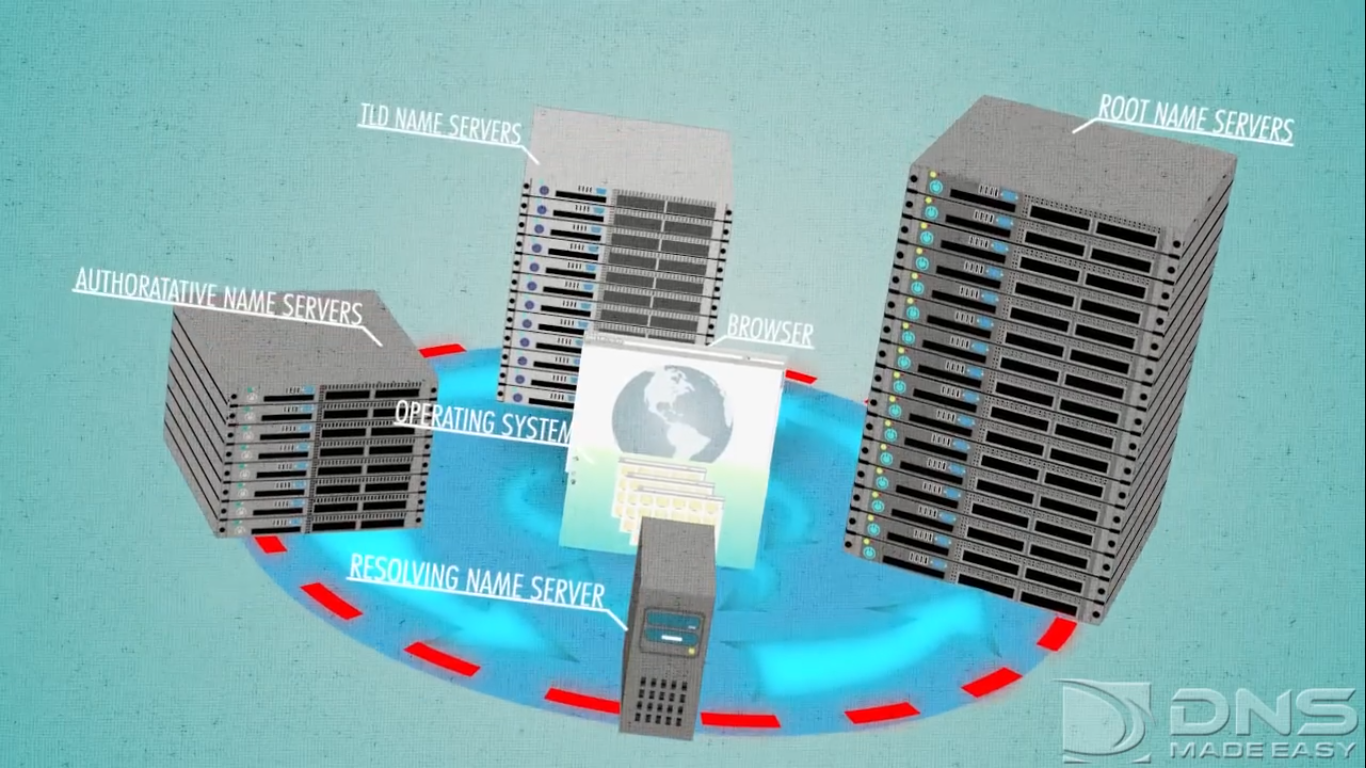 TLD NAME SERVERS
ROOT NAME SERVERS
AUTHORATATIVE NAME SERVERS
BROWSER
OPERATING SYSTEM
RESOLVING NAME SERVER
DNS
MADE EASY